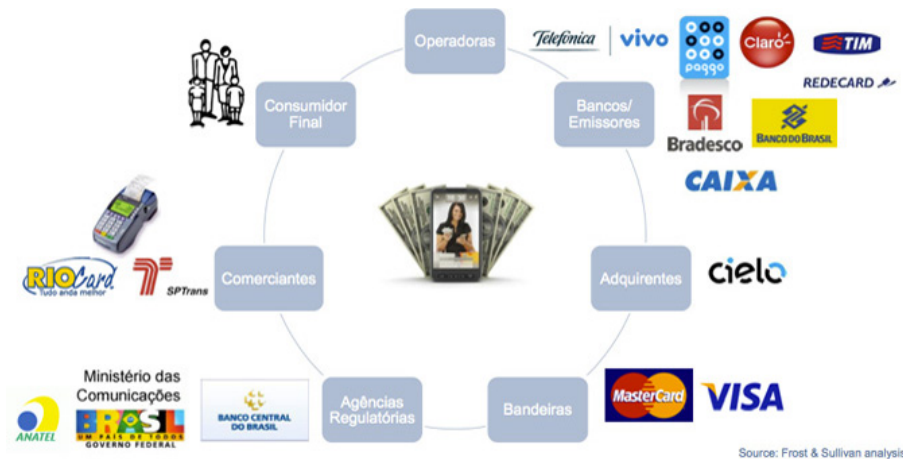 Operadoras
Telefónica
vivo
paggo
Claro-
TIM
REDECARD
Consumidor
Final
Bancos/
Emissores
Bradesco
BANCO DO BRASIL
CAIXA
RIOCard
Tudo anda melhor
SPTrans
Comerciantes
Adquirentes
cielo
Ministério das
Comunicações
ANATEL
BRASIL
UM PAÍS DE TODOS
GOVERNO FEDERAL
BANCO CENTRAL
DO BRASIL
Agências
Regulatórias
Bandeiras
MasterCard
VISA
Source: Frost & Sullivan analysis